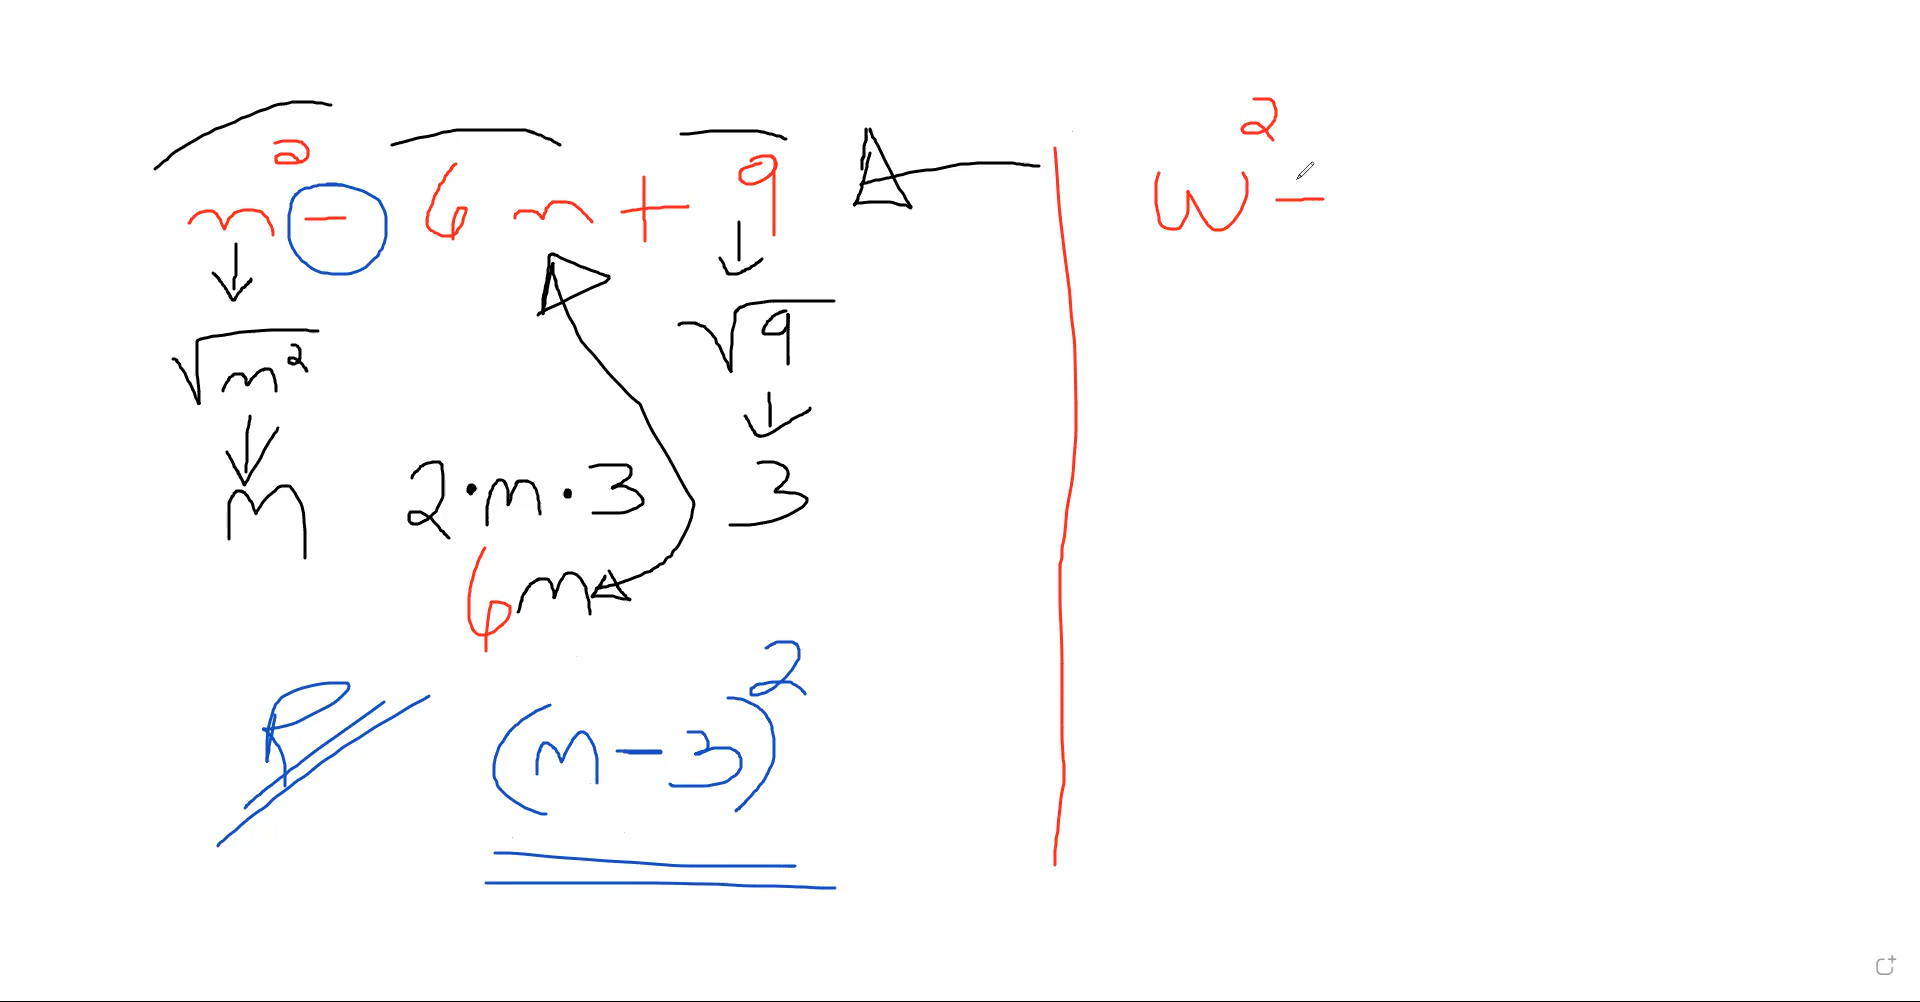 m² - 6m + 9
√m² √9
m 2·m·3 3
6m
R (m - 3)²
w² -